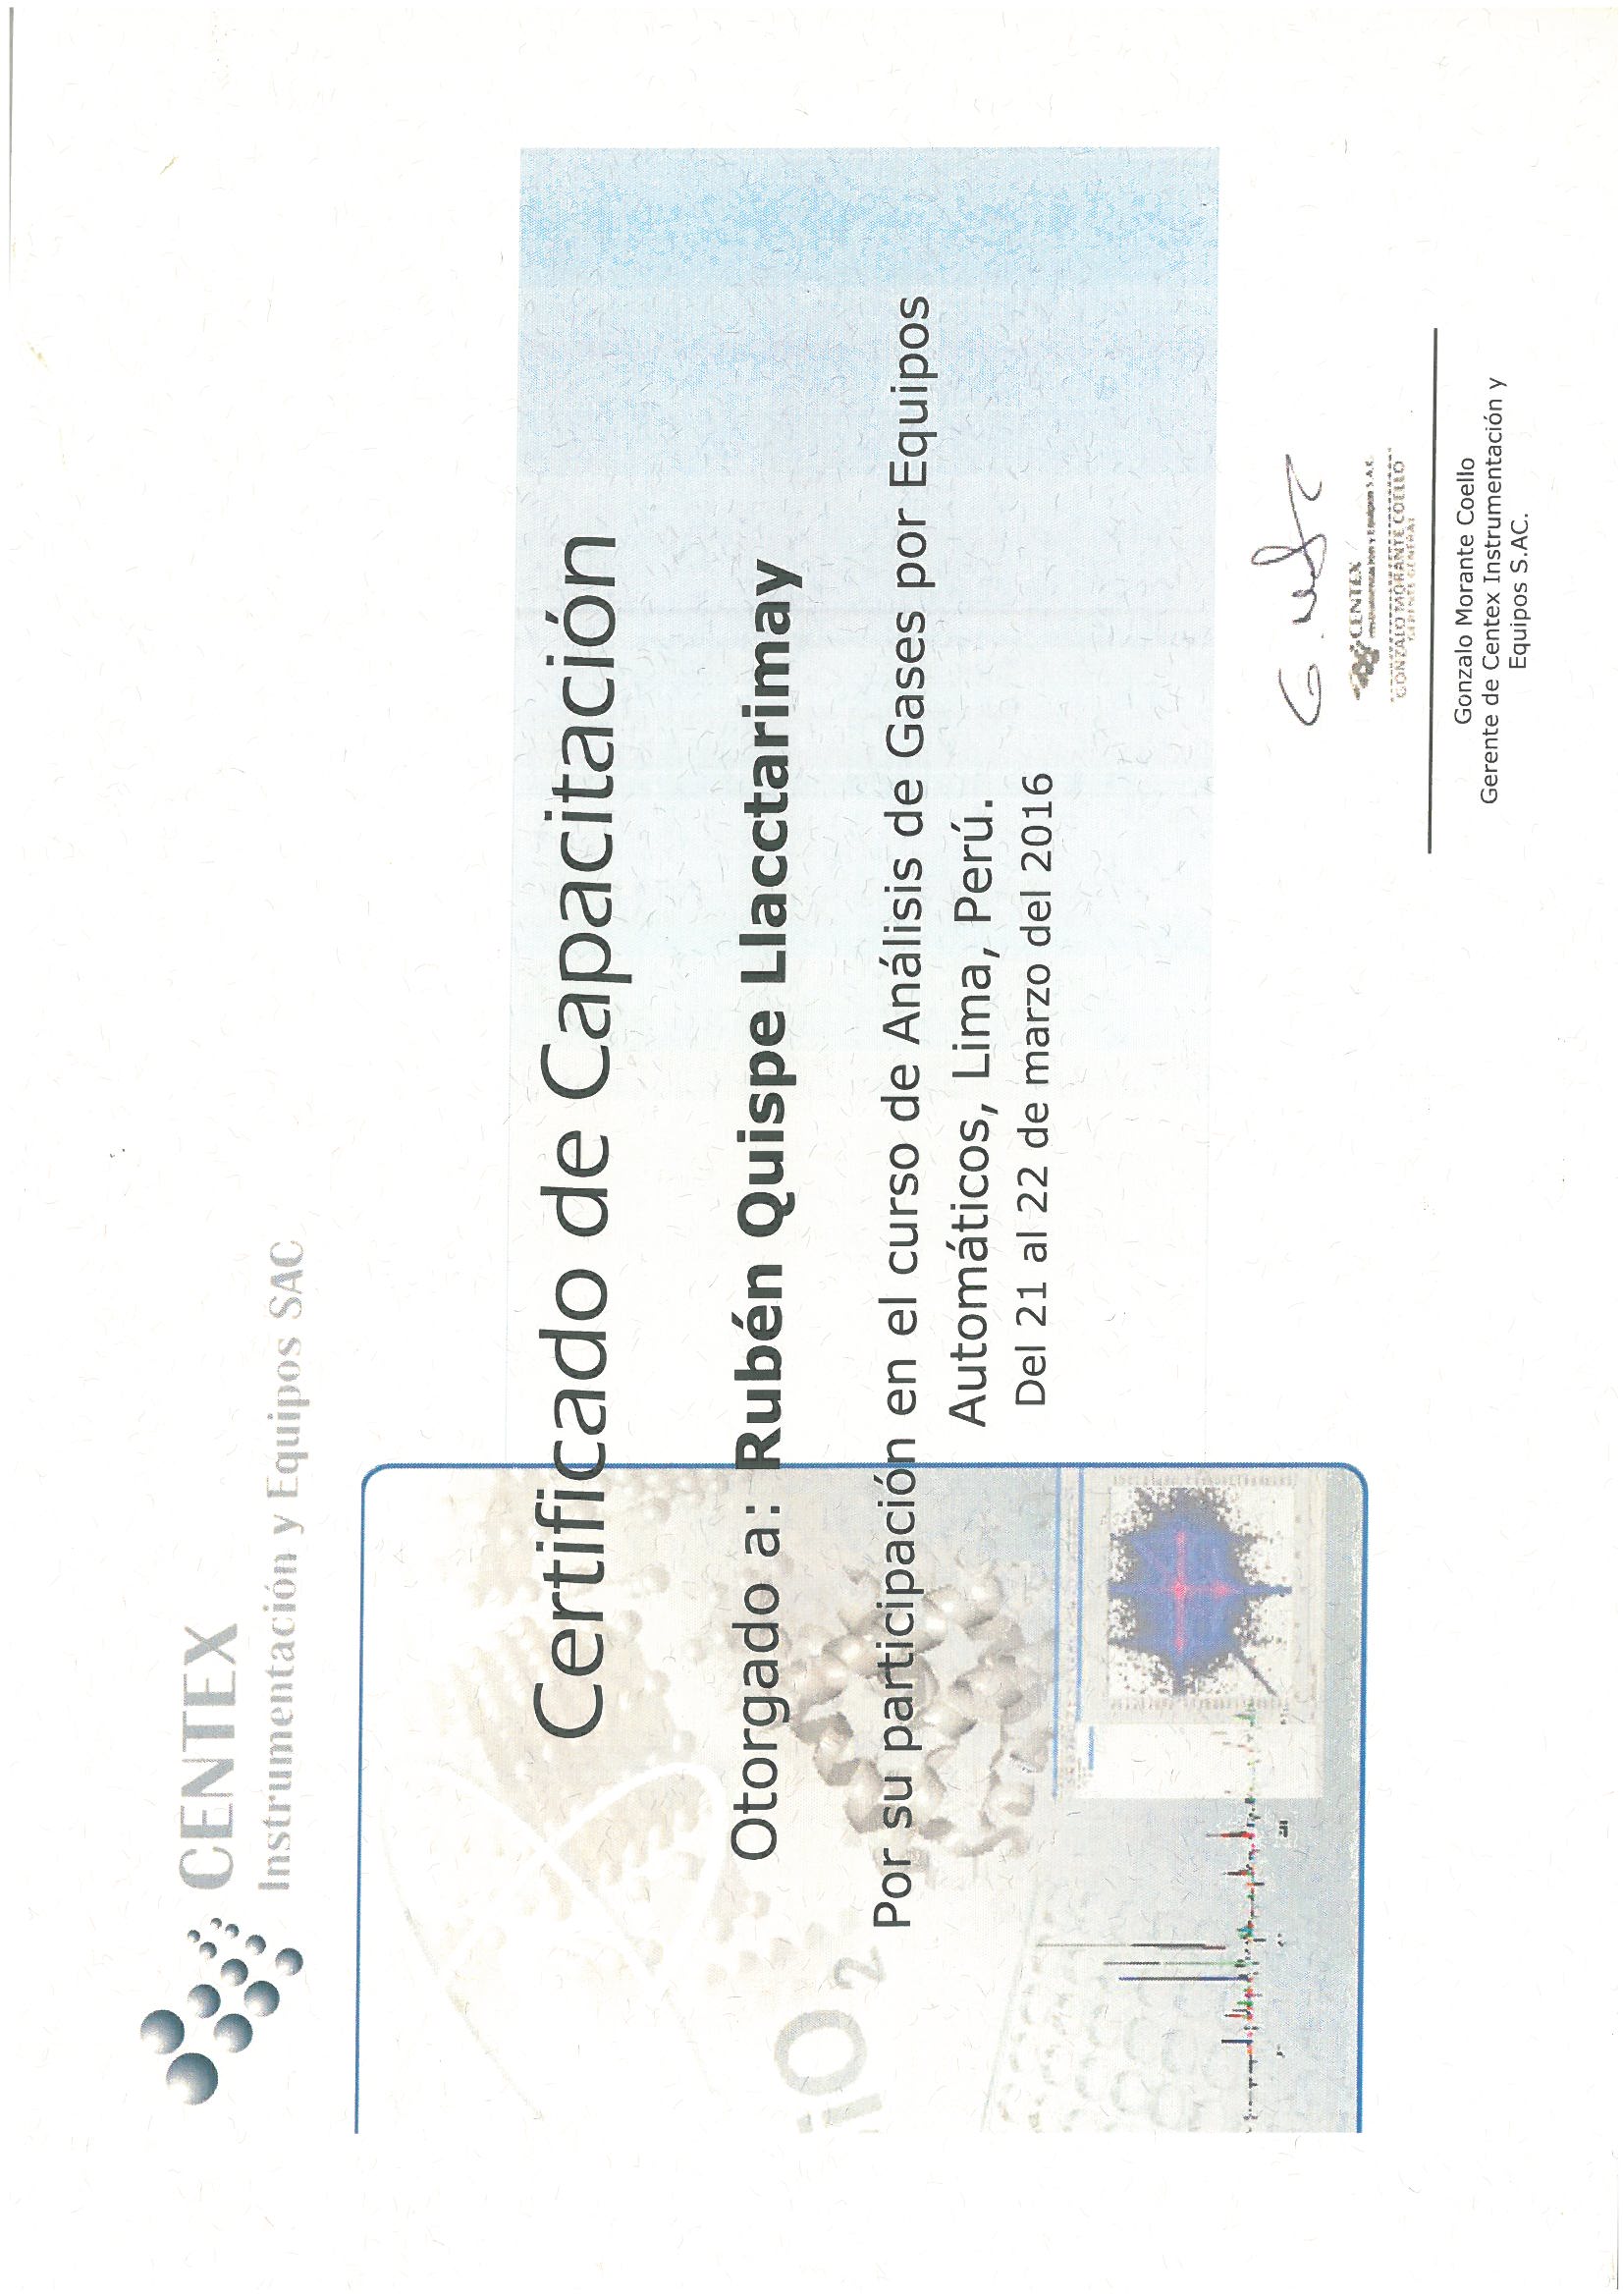 CENTEX
Instrumentación y Equipos SAC
Certificado de Capacitación
Otorgado a: Rubén Quispe Llacctarimay
Por su participación en el curso de Análisis de Gases por Equipos
Automáticos, Lima, Perú.
Del 21 al 22 de marzo del 2016
iO2
CENTEX
Instrumentación y Equipos S.A.C.
GONZALO MORANTE COELLO
GERENTE GENERAL
Gonzalo Morante Coello
Gerente de Centex Instrumentación y
Equipos S.AC.